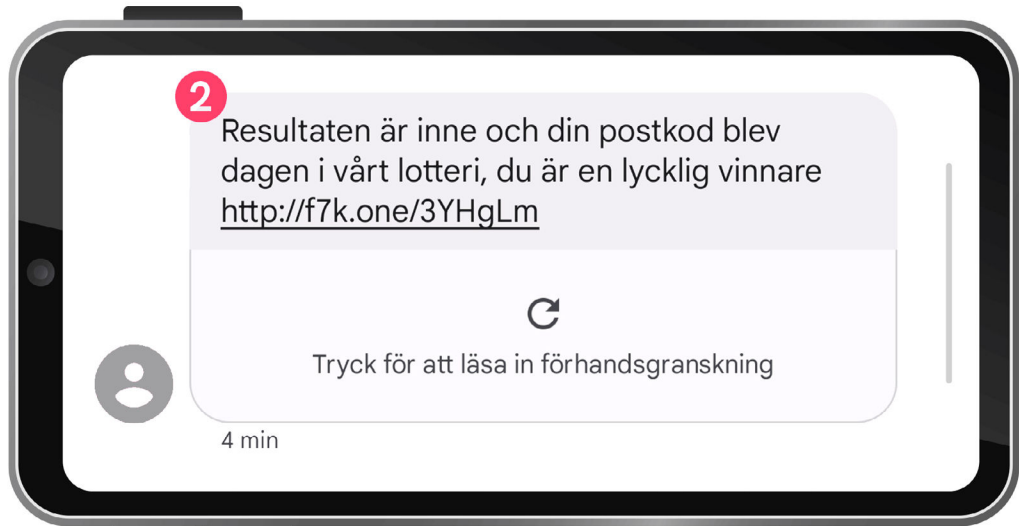 2
Resultaten är inne och din postkod blev
dagen i vårt lotteri, du är en lycklig vinnare
http://f7k.one/3YHgLm
Tryck för att läsa in förhandsgranskning
4 min